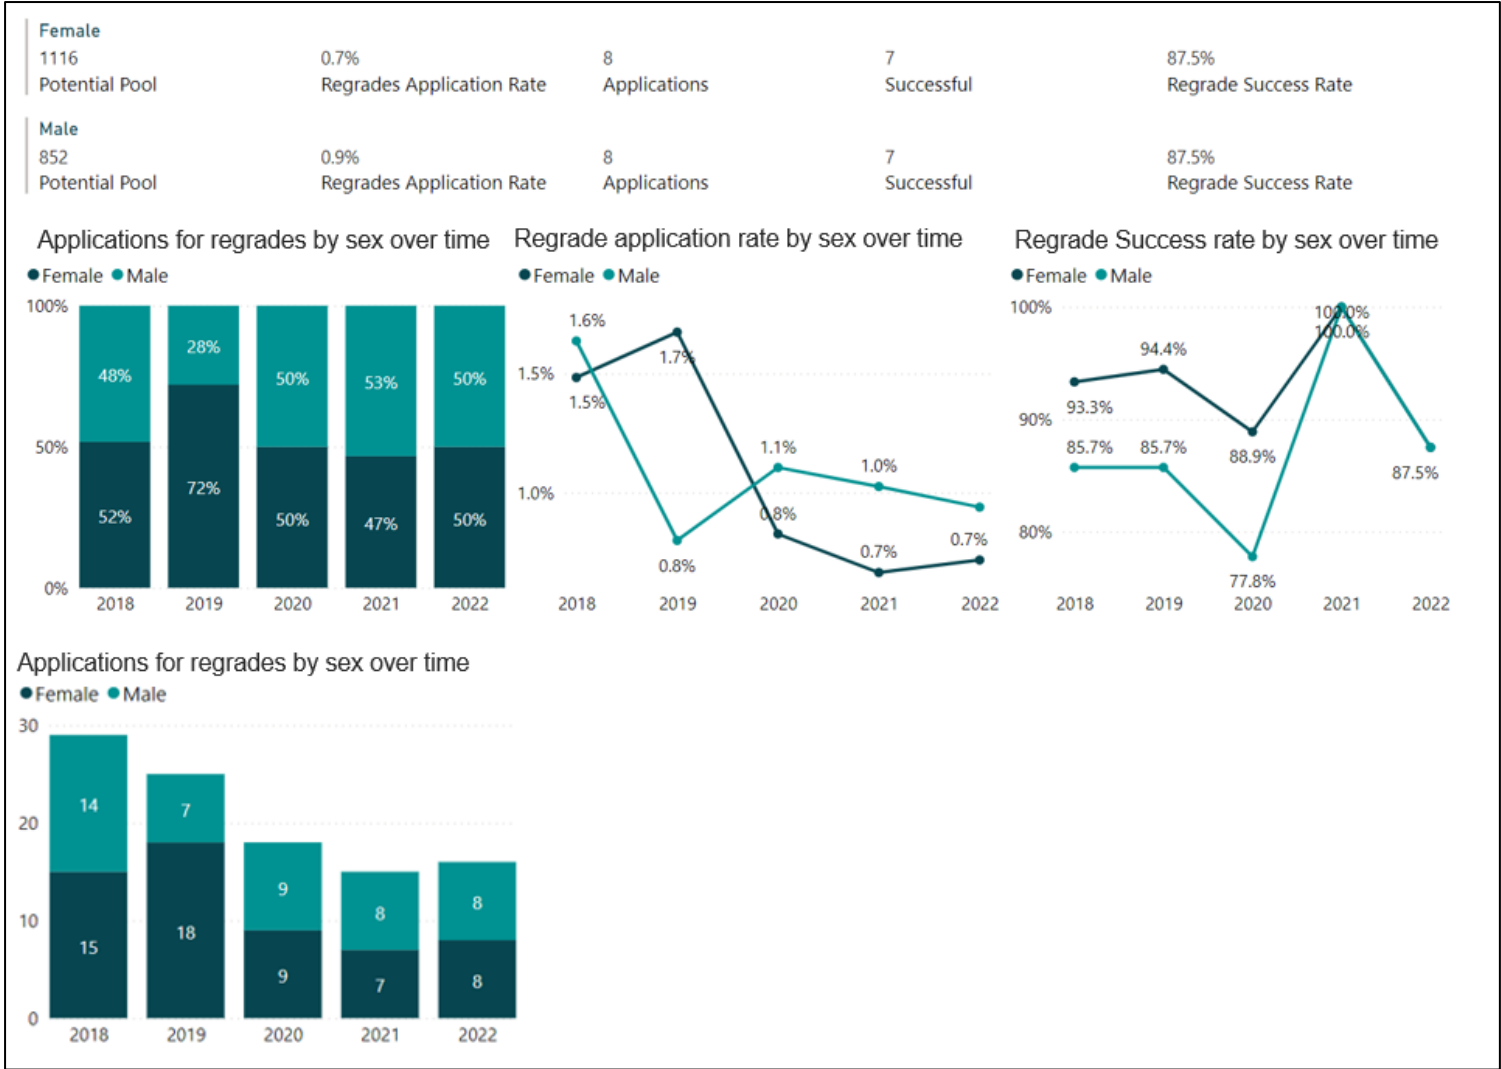 Female
1116 0.7% 8 7 87.5%
Potential Pool Regrades Application Rate Applications Successful Regrade Success Rate
Male
852 0.9% 8 7 87.5%
Potential Pool Regrades Application Rate Applications Successful Regrade Success Rate
Applications for regrades by sex over time
Female Male
100%
50%
0%
48% 28% 50% 53% 50%
52% 72% 50% 47% 50%
2018 2019 2020 2021 2022
Regrade application rate by sex over time
Female Male
1.5%
1.0%
1.6%
1.7%
1.5%
1.1%
1.0%
0.8%
0.8%
0.7%
0.7%
2018 2019 2020 2021 2022
Regrade Success rate by sex over time
Female Male
100%
90%
80%
100.0%
100.0%
94.4%
93.3%
85.7% 85.7%
88.9%
87.5%
77.8%
2018 2019 2020 2021 2022
Applications for regrades by sex over time
Female Male
30
20
10
0
14 7 9 8 8
15 18 9 7 8
2018 2019 2020 2021 2022